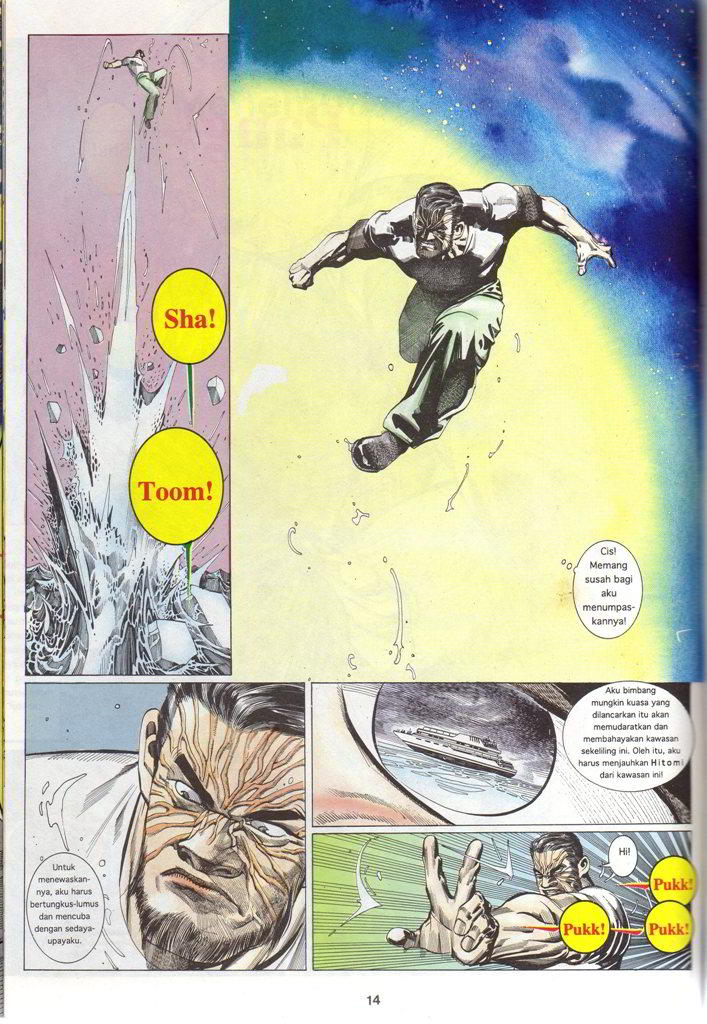 Sha!
Toom!
Cis!
Memang
susah bagi
aku
menumpas-
kannya!
Untuk
menewaskan-
nya, aku harus
bertungkus-lumus
dan mencuba
dengan sedaya-
upayaku.
Aku bimbang
mungkin kuasa yang
dilancarkan itu akan
memudaratkan dan
membahayakan kawasan
sekeliling ini. Oleh itu, aku
harus menjauhkan Hitomi
dari kawasan ini!
Hi!
Pukk!
Pukk!
Pukk!
14